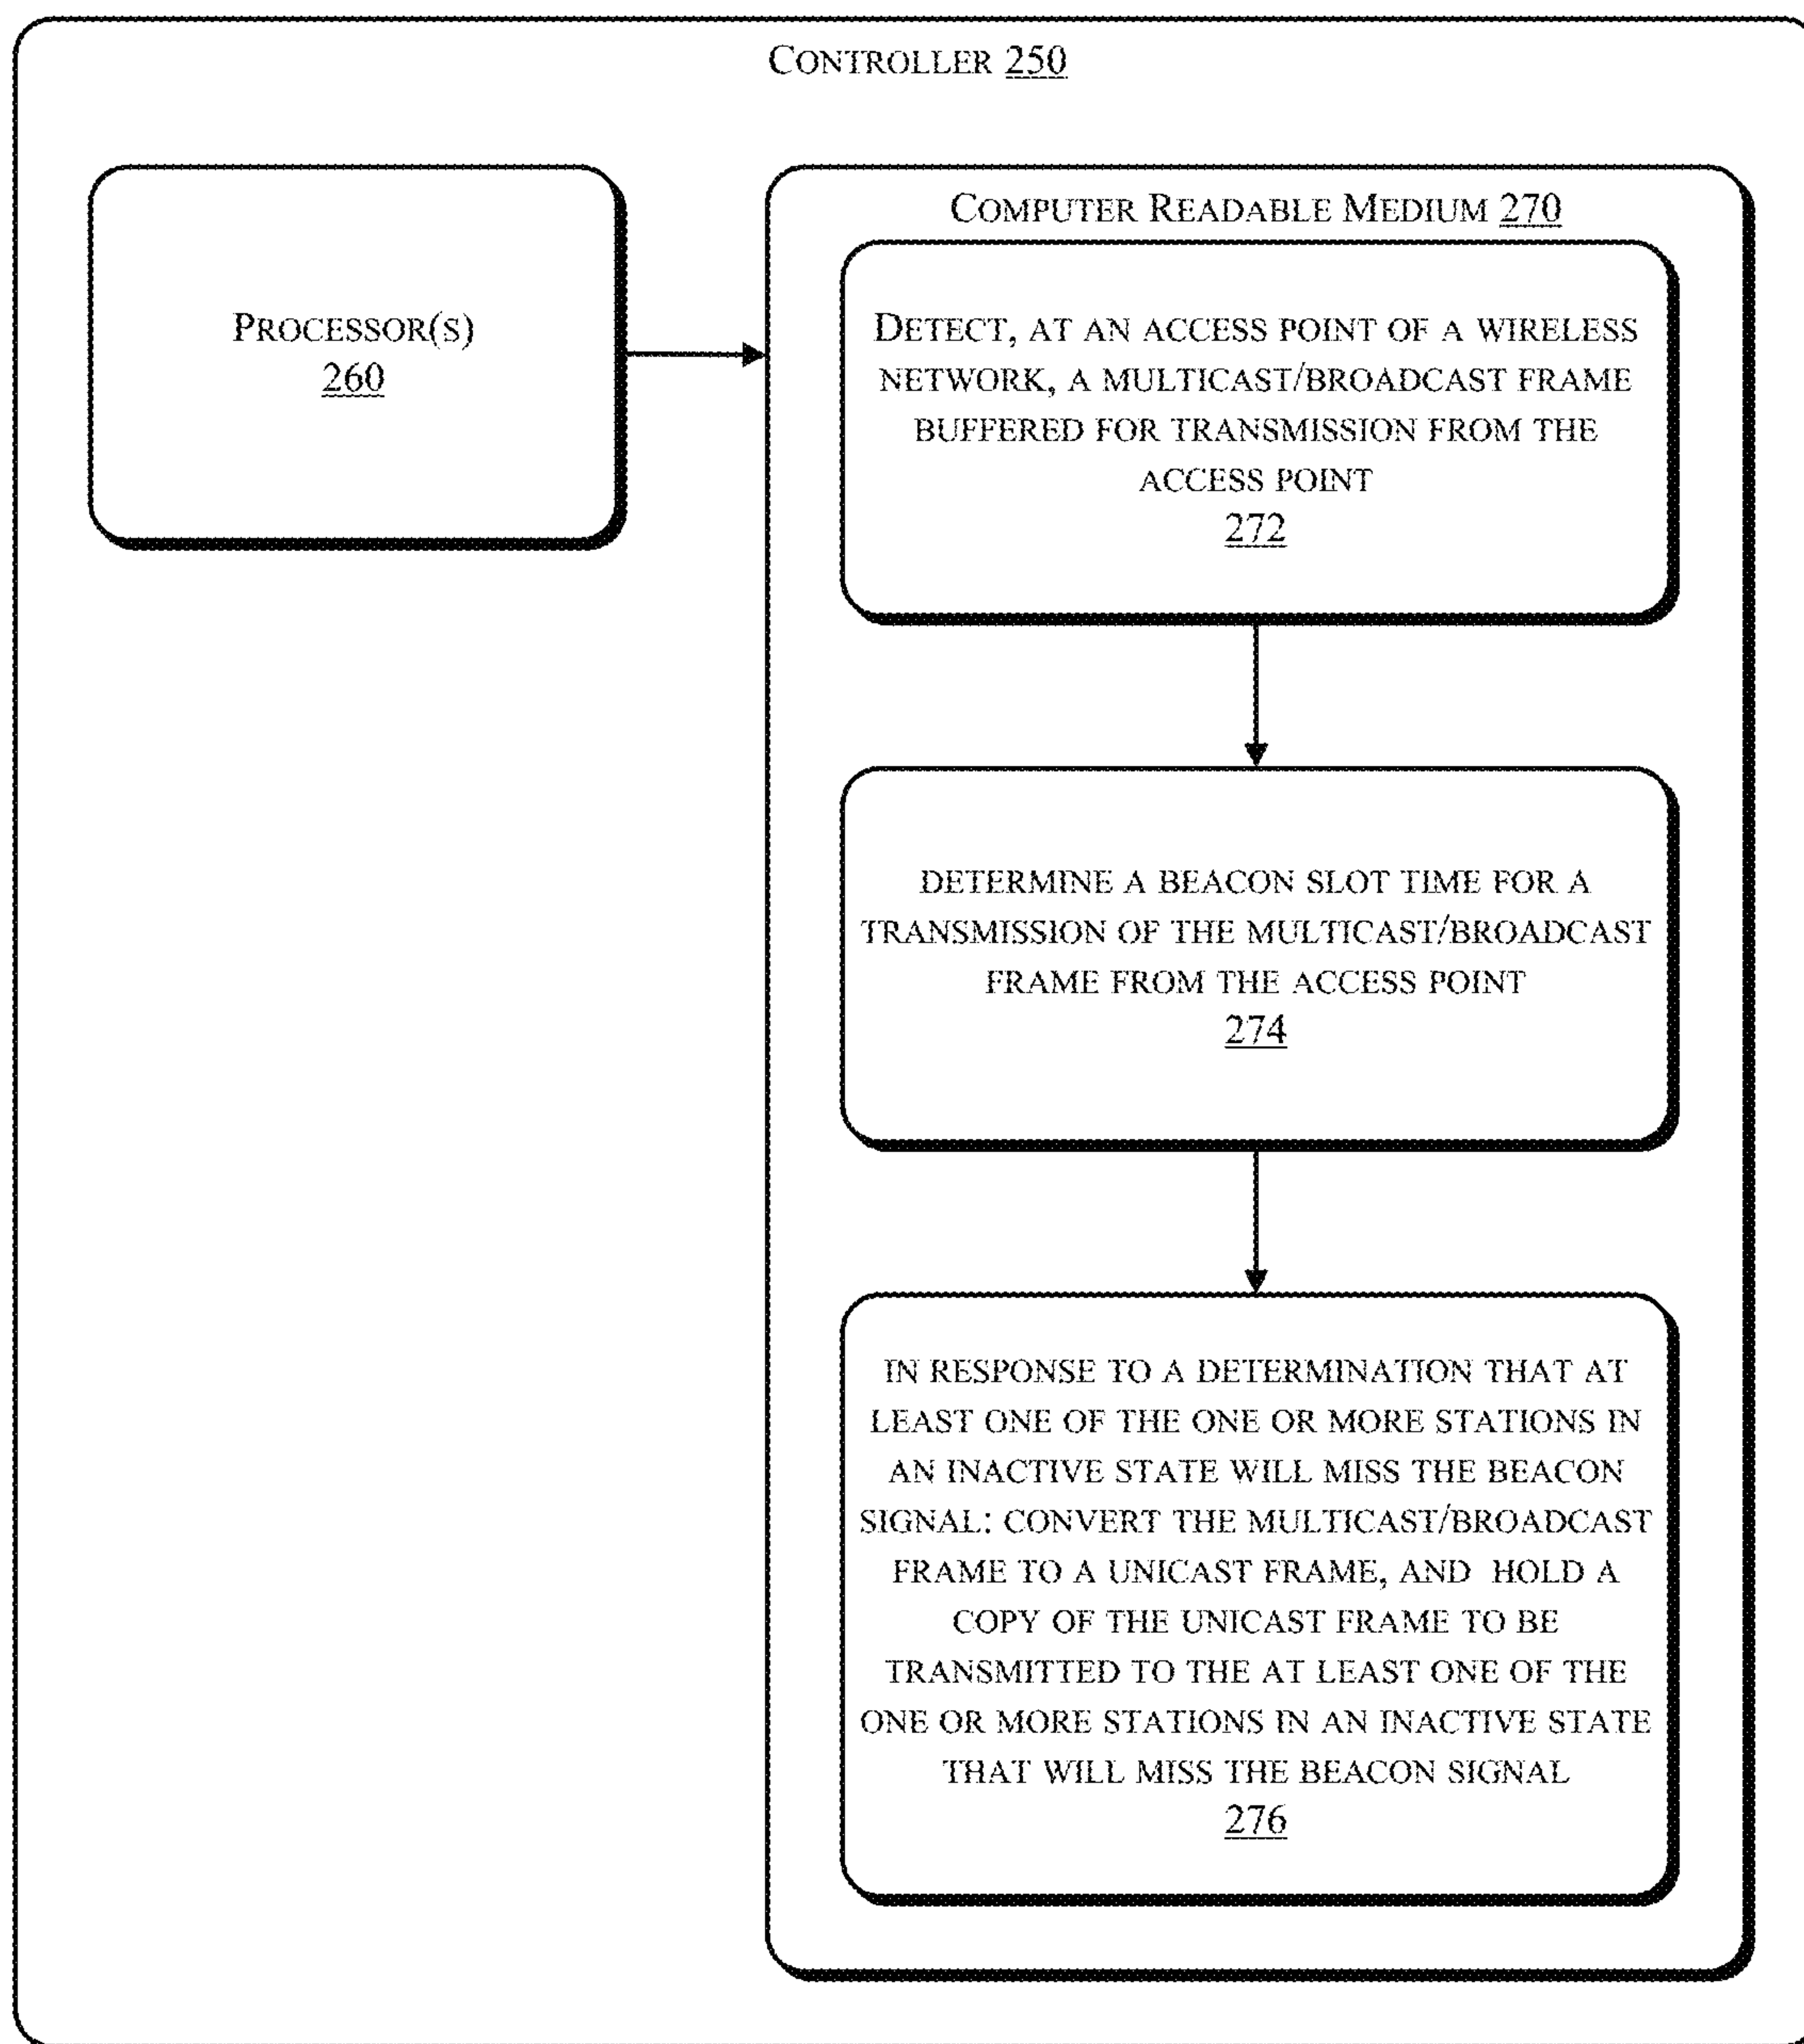 CONTROLLER 250
PROCESSOR(S)
260
COMPUTER READABLE MEDIUM 270
DETECT, AT AN ACCESS POINT OF A WIRELESS
NETWORK, A MULTICAST/BROADCAST FRAME
BUFFERED FOR TRANSMISSION FROM THE
ACCESS POINT
272
DETERMINE A BEACON SLOT TIME FOR A
TRANSMISSION OF THE MULTICAST/BROADCAST
FRAME FROM THE ACCESS POINT
274
IN RESPONSE TO A DETERMINATION THAT AT
LEAST ONE OF THE ONE OR MORE STATIONS IN
AN INACTIVE STATE WILL MISS THE BEACON
SIGNAL: CONVERT THE MULTICAST/BROADCAST
FRAME TO A UNICAST FRAME, AND HOLD A
COPY OF THE UNICAST FRAME TO BE
TRANSMITTED TO THE AT LEAST ONE OF THE
ONE OR MORE STATIONS IN AN INACTIVE STATE
THAT WILL MISS THE BEACON SIGNAL
276